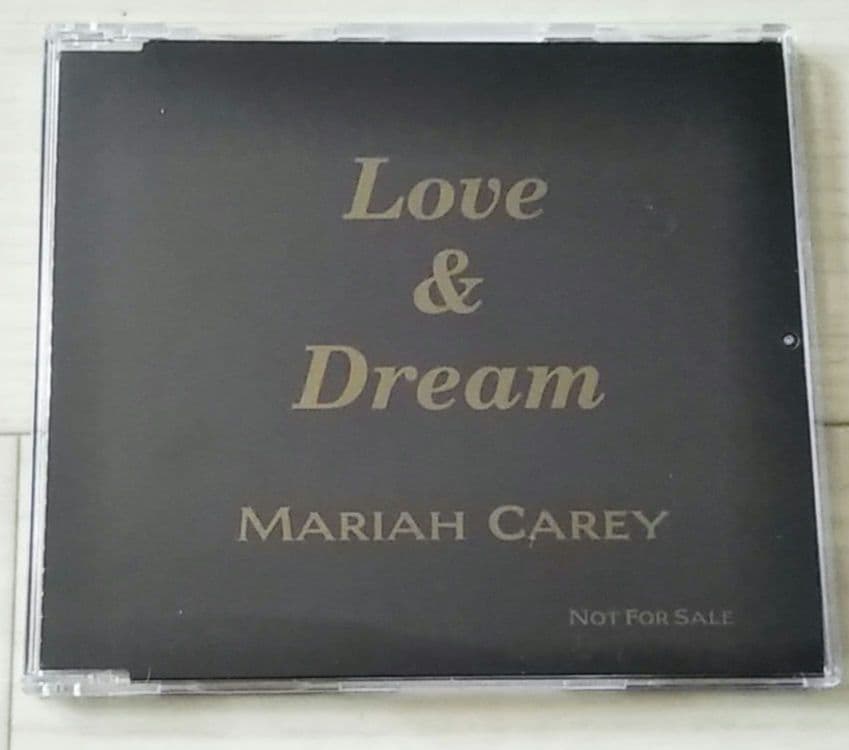 Love
&
Dream
MARIAH CAREY
NOT FOR SALE